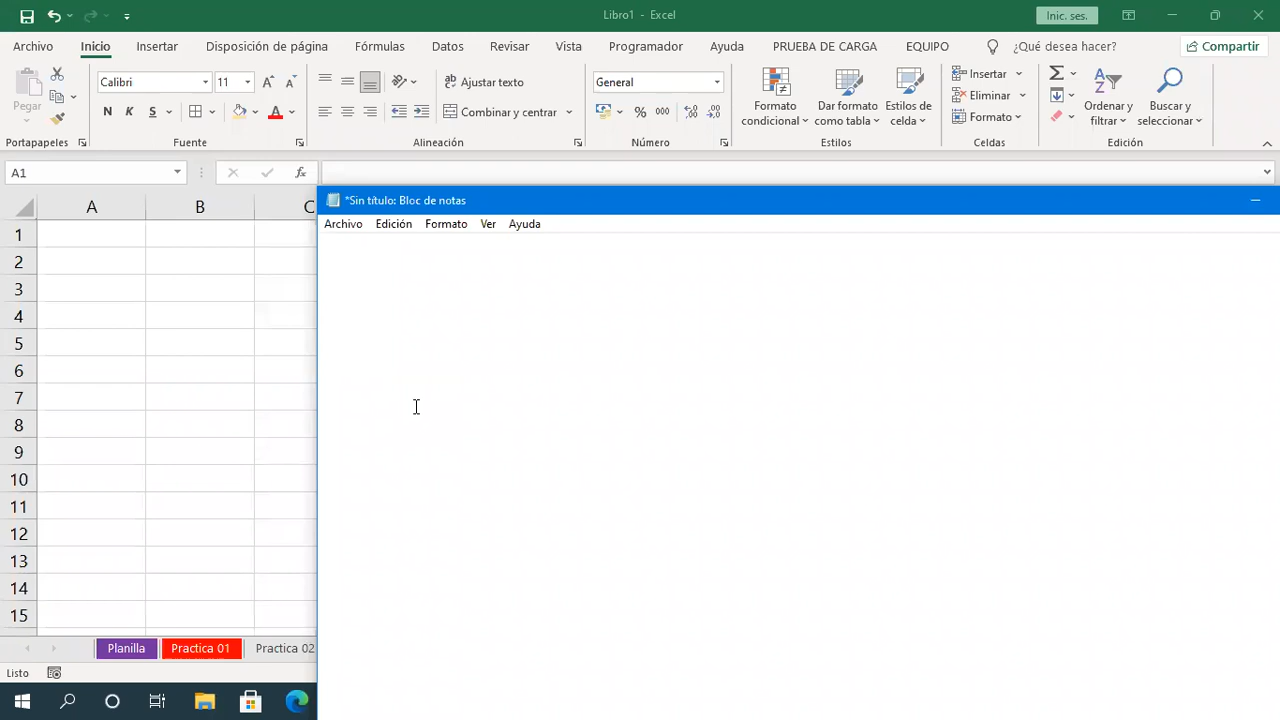 Libro1 - Excel
Inic. ses.
Archivo Inicio Insertar Disposición de página Fórmulas Datos Revisar Vista Programador Ayuda PRUEBA DE CARGA EQUIPO ¿Qué desea hacer? Compartir
Pegar
Calibri 11
N K S
Ajustar texto
Combinar y centrar
General
% 000
Formato condicional
Dar formato como tabla
Estilos de celda
Insertar
Eliminar
Formato
Ordenar y filtrar
Buscar y seleccionar
Portapapeles Fuente Alineación Número Estilos Celdas Edición
A1 fx
*Sin título: Bloc de notas
Archivo Edición Formato Ver Ayuda
A B C
1
2
3
4
5
6
7
8
9
10
11
12
13
14
15
Planilla Practica 01 Practica 02
Listo